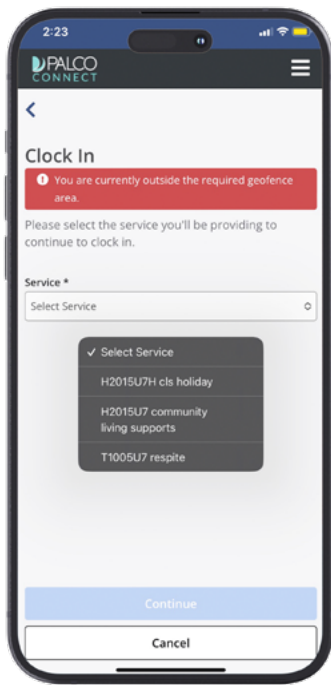 2:23
PALCO
CONNECT
Clock In
You are currently outside the required geofence
area.
Please select the service you'll be providing to
continue to clock in.
Service *
Select Service
✓ Select Service
H2015U7H cls holiday
H2015U7 community
living supports
T1005U7 respite
Continue
Cancel